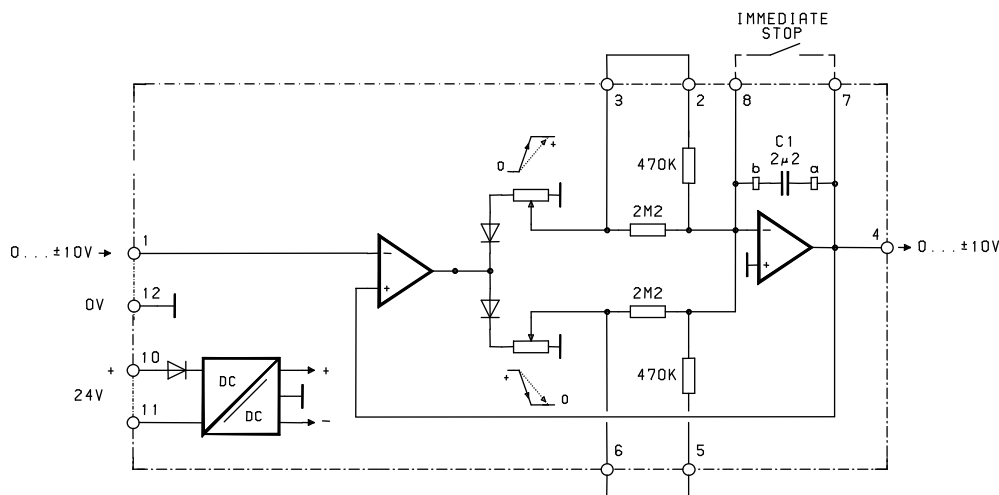 IMMEDIATE
STOP
3
2
8
7
C1
2µ2
b
a
470K
0
+
2M2
1
0...±10V
-
+
-
+
4
0...±10V
12
0V
2M2
10
+
24V
11
DC
DC
+
-
+
0
470K
6
5